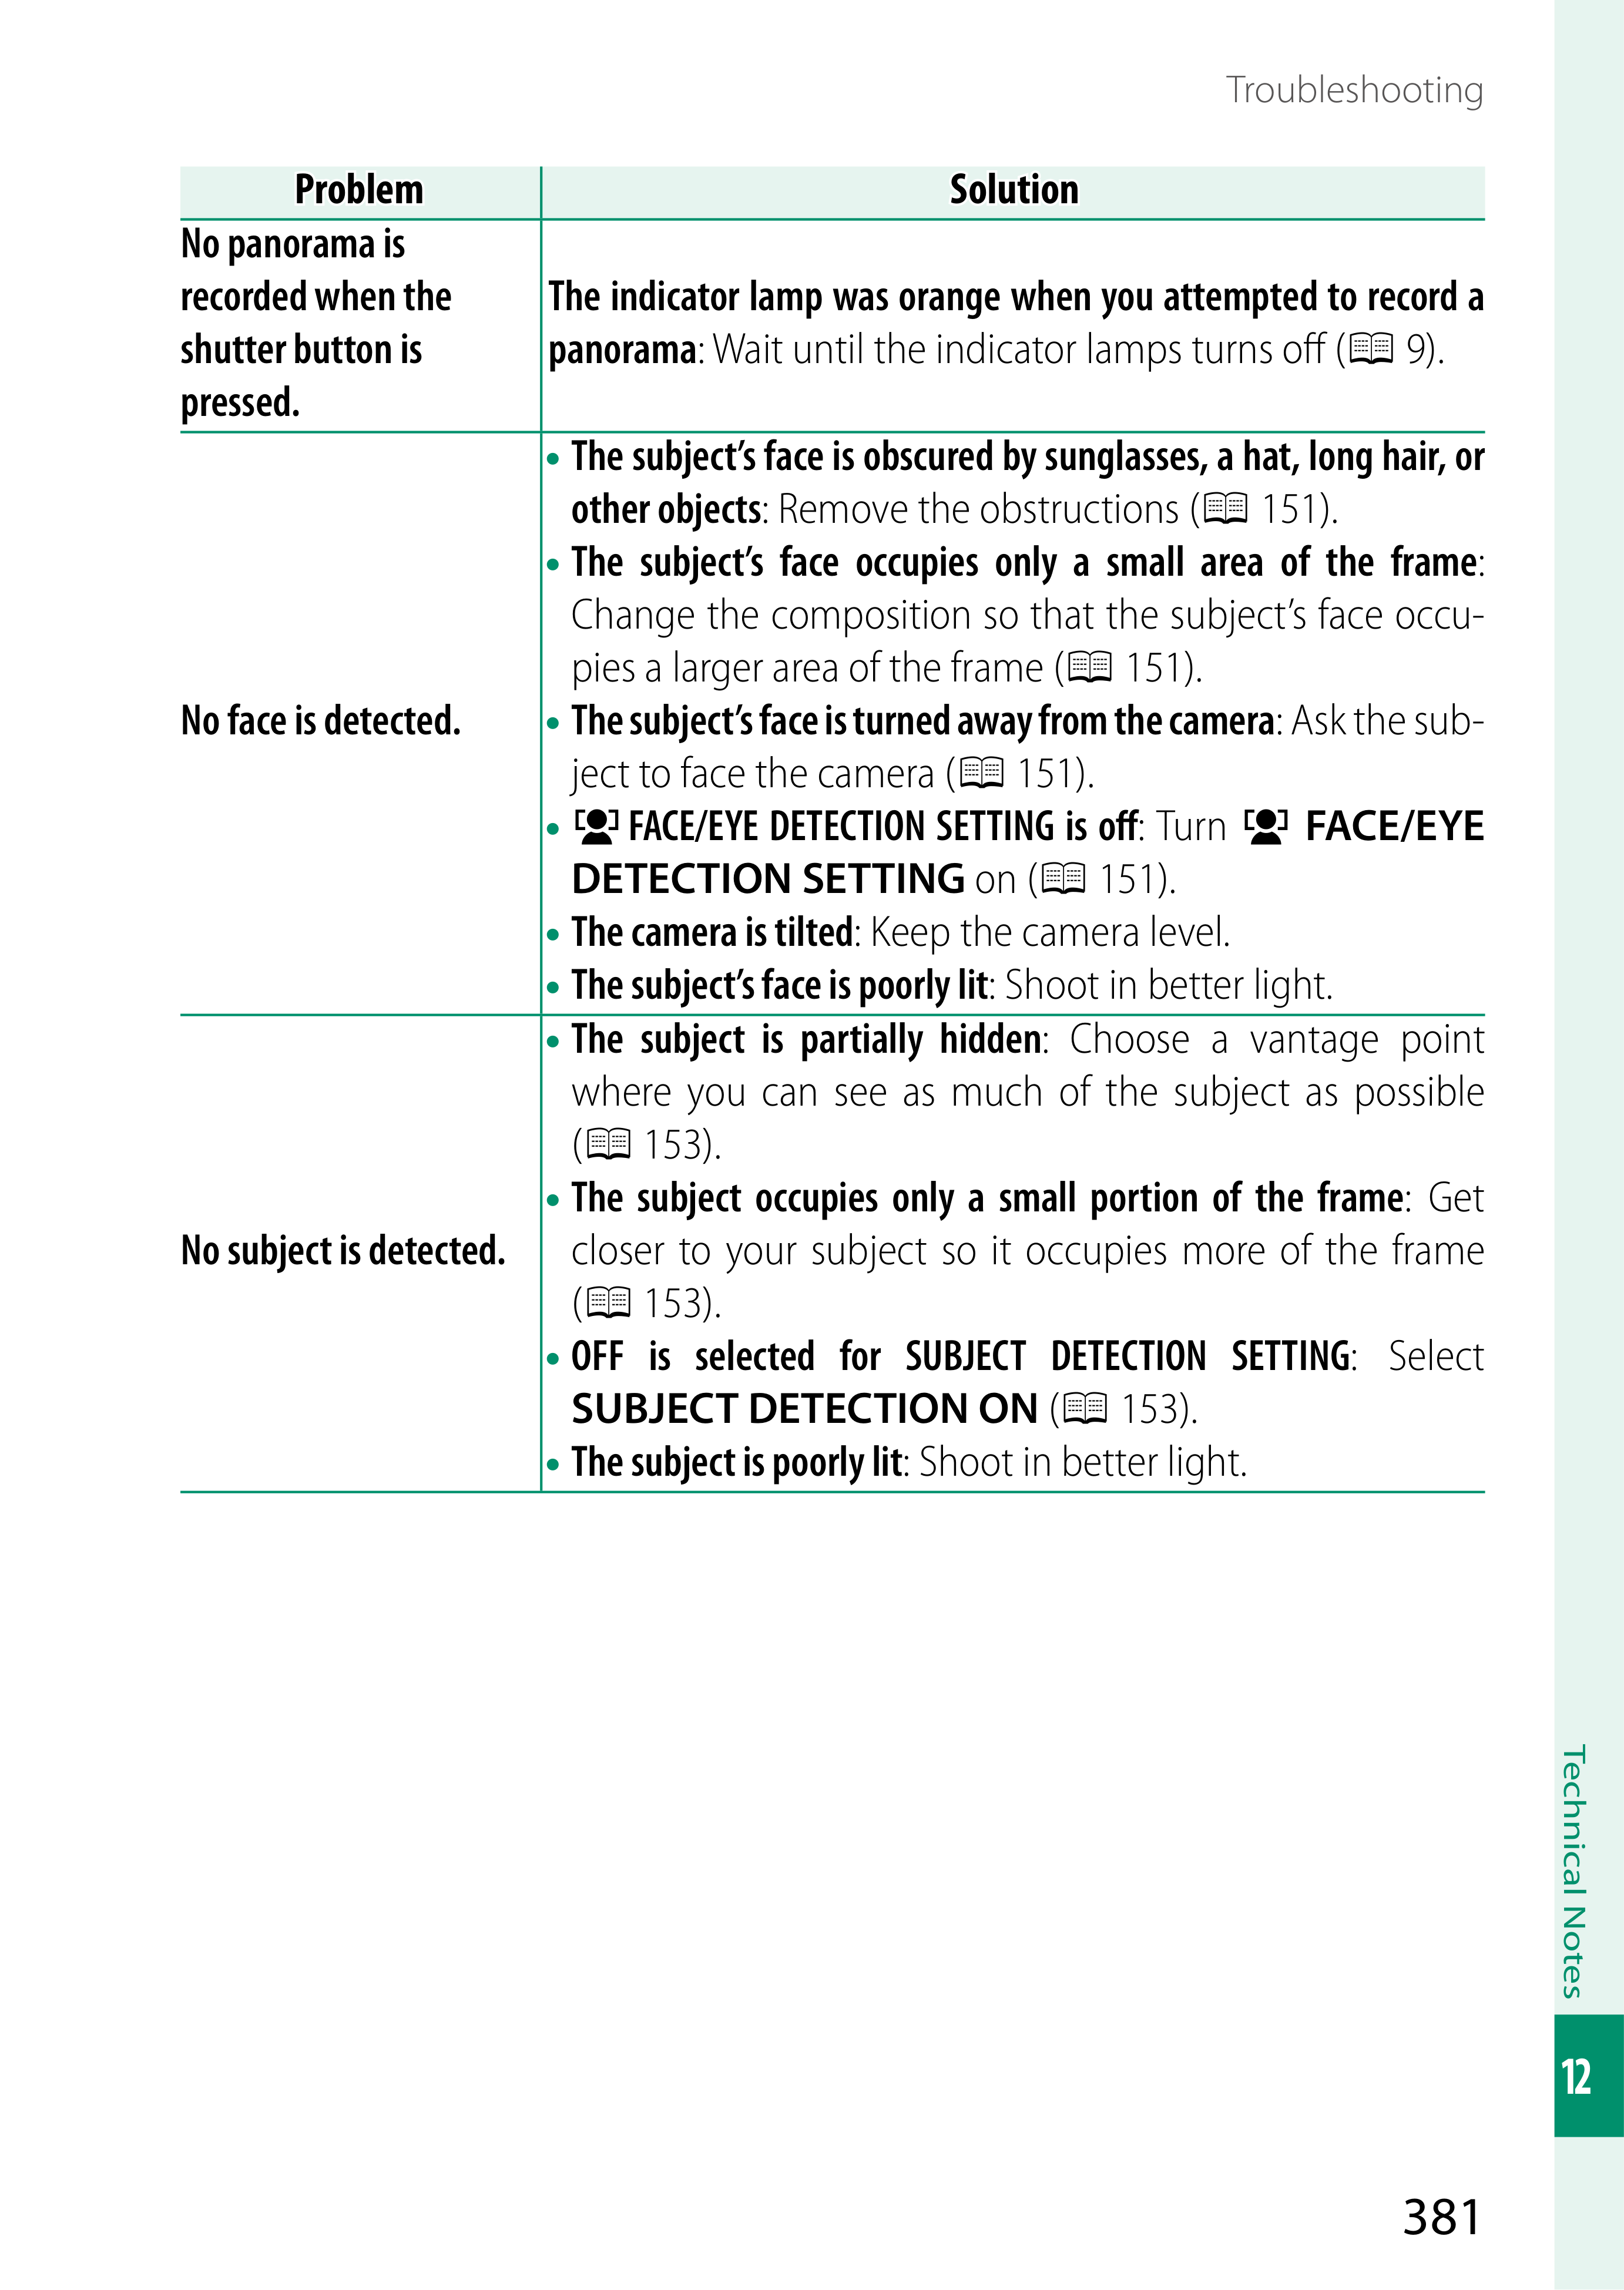 Troubleshooting
Problem
Solution
No panorama is
recorded when the
shutter button is
pressed.
The indicator lamp was orange when you attempted to record a
panorama: Wait until the indicator lamps turns off ( 9).
No face is detected.
• The subject’s face is obscured by sunglasses, a hat, long hair, or
other objects: Remove the obstructions ( 151).
• The subject’s face occupies only a small area of the frame:
Change the composition so that the subject’s face occu-
pies a larger area of the frame ( 151).
• The subject’s face is turned away from the camera: Ask the sub-
ject to face the camera ( 151).
• FACE/EYE DETECTION SETTING is off: Turn FACE/EYE
DETECTION SETTING on ( 151).
• The camera is tilted: Keep the camera level.
• The subject’s face is poorly lit: Shoot in better light.
No subject is detected.
• The subject is partially hidden: Choose a vantage point
where you can see as much of the subject as possible
( 153).
• The subject occupies only a small portion of the frame: Get
closer to your subject so it occupies more of the frame
( 153).
• OFF is selected for SUBJECT DETECTION SETTING: Select
SUBJECT DETECTION ON ( 153).
• The subject is poorly lit: Shoot in better light.
Technical Notes
12
381